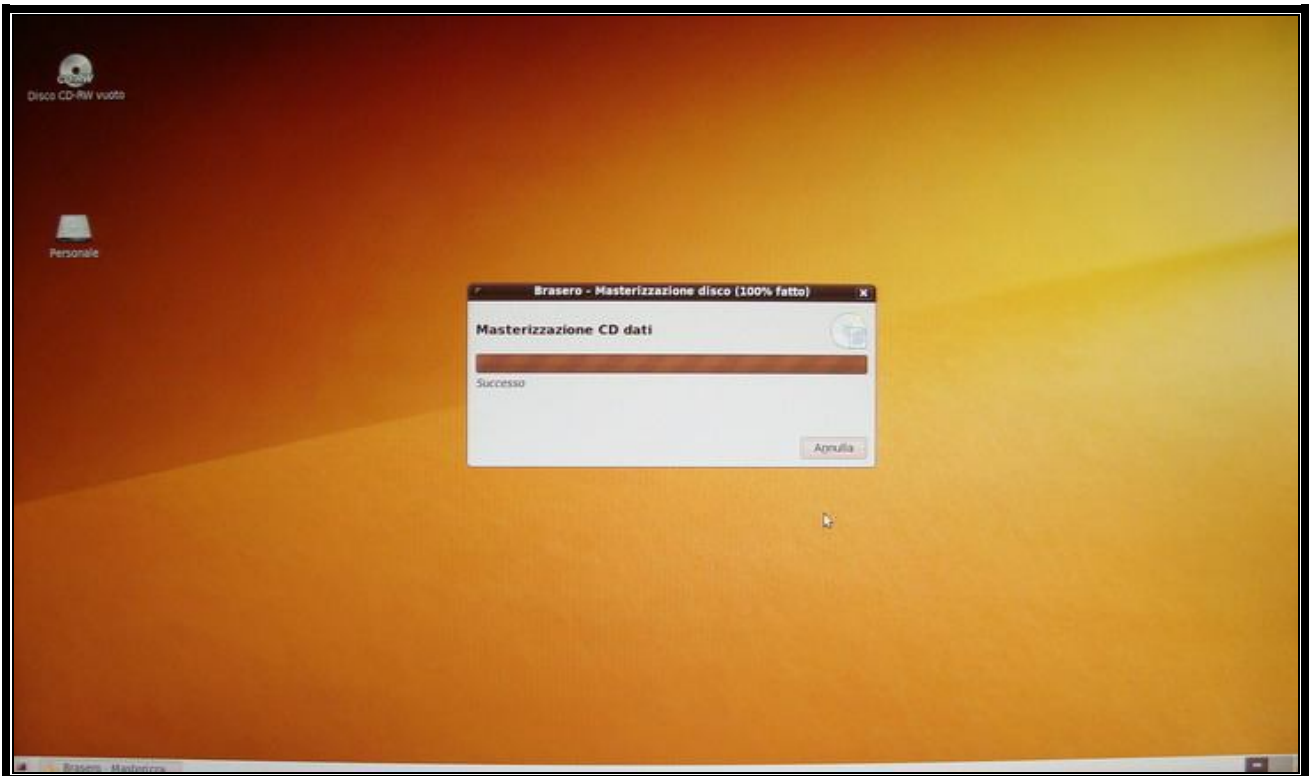 Disco CD-RW vuoto
Personale
Brasero - Masterizzazione disco (100% fatto)
Masterizzazione CD dati
Successo
Annulla
Brasero - Masterizza